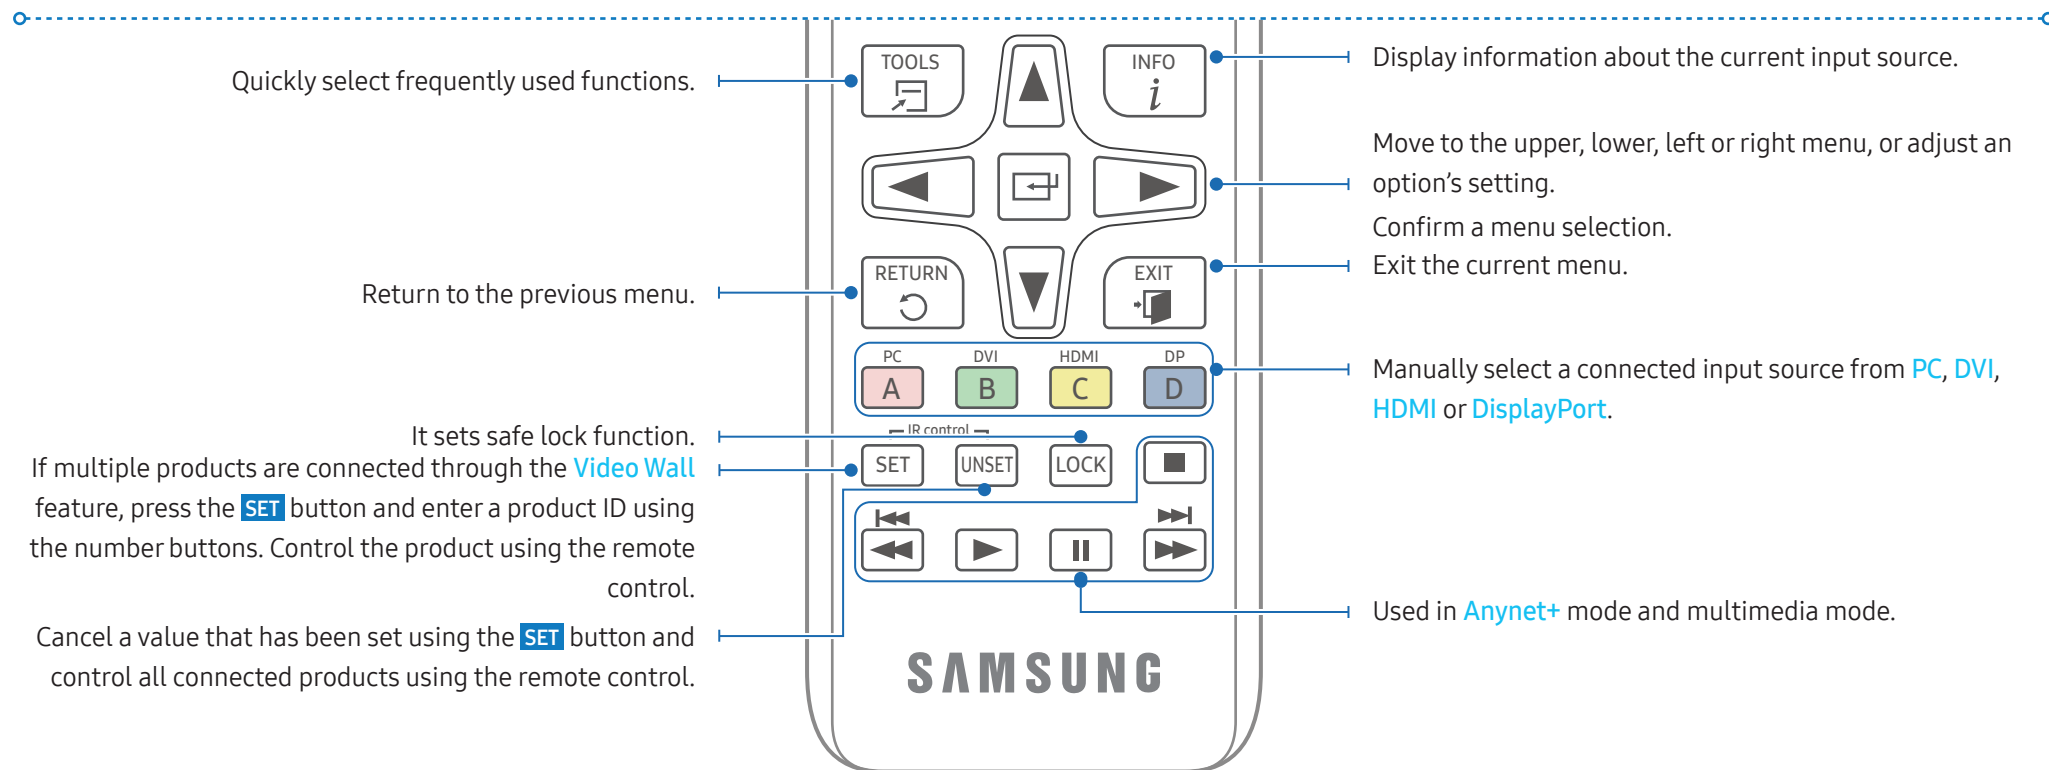 TOOLS
INFO
i
Quickly select frequently used functions.
Display information about the current input source.
Move to the upper, lower, left or right menu, or adjust an
option’s setting.
Confirm a menu selection.
RETURN
EXIT
Return to the previous menu.
Exit the current menu.
PC DVI HDMI DP
A B C D
Manually select a connected input source from PC, DVI,
HDMI or DisplayPort.
IR control
SET UNSET LOCK
It sets safe lock function.
If multiple products are connected through the Video Wall
feature, press the SET button and enter a product ID using
the number buttons. Control the product using the remote
control.
Cancel a value that has been set using the SET button and
control all connected products using the remote control.
Used in Anynet+ mode and multimedia mode.
SAMSUNG